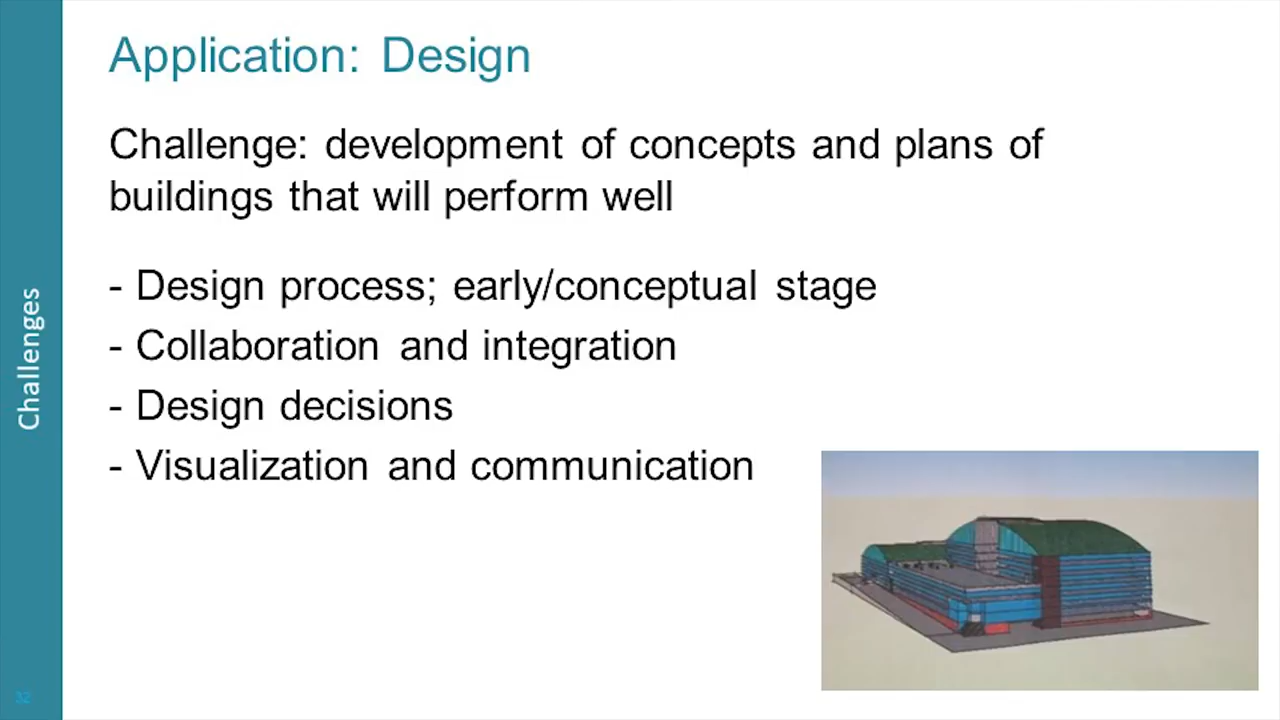 Application: Design
Challenge: development of concepts and plans of
buildings that will perform well
- Design process; early/conceptual stage
- Collaboration and integration
- Design decisions
- Visualization and communication
Challenges
32